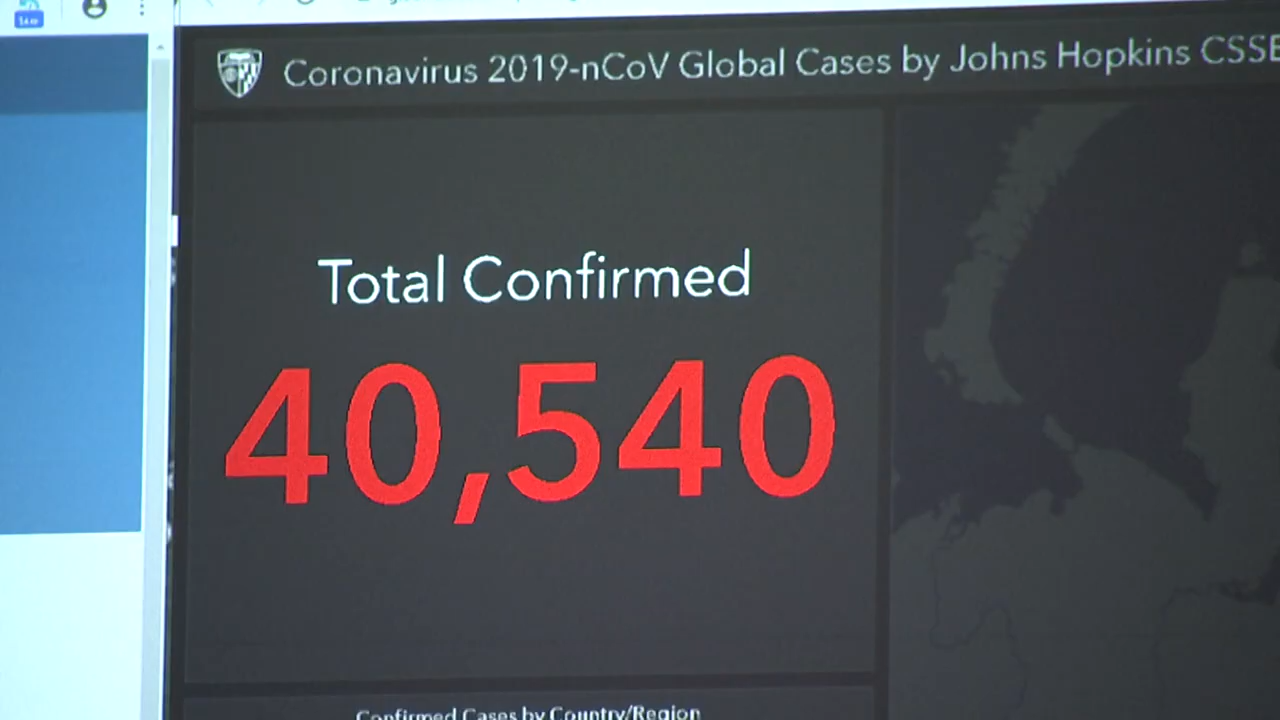 Coronavirus 2019-nCoV Global Cases by Johns Hopkins CSSE
Total Confirmed
40,540
Confirmed Cases by Country/Region